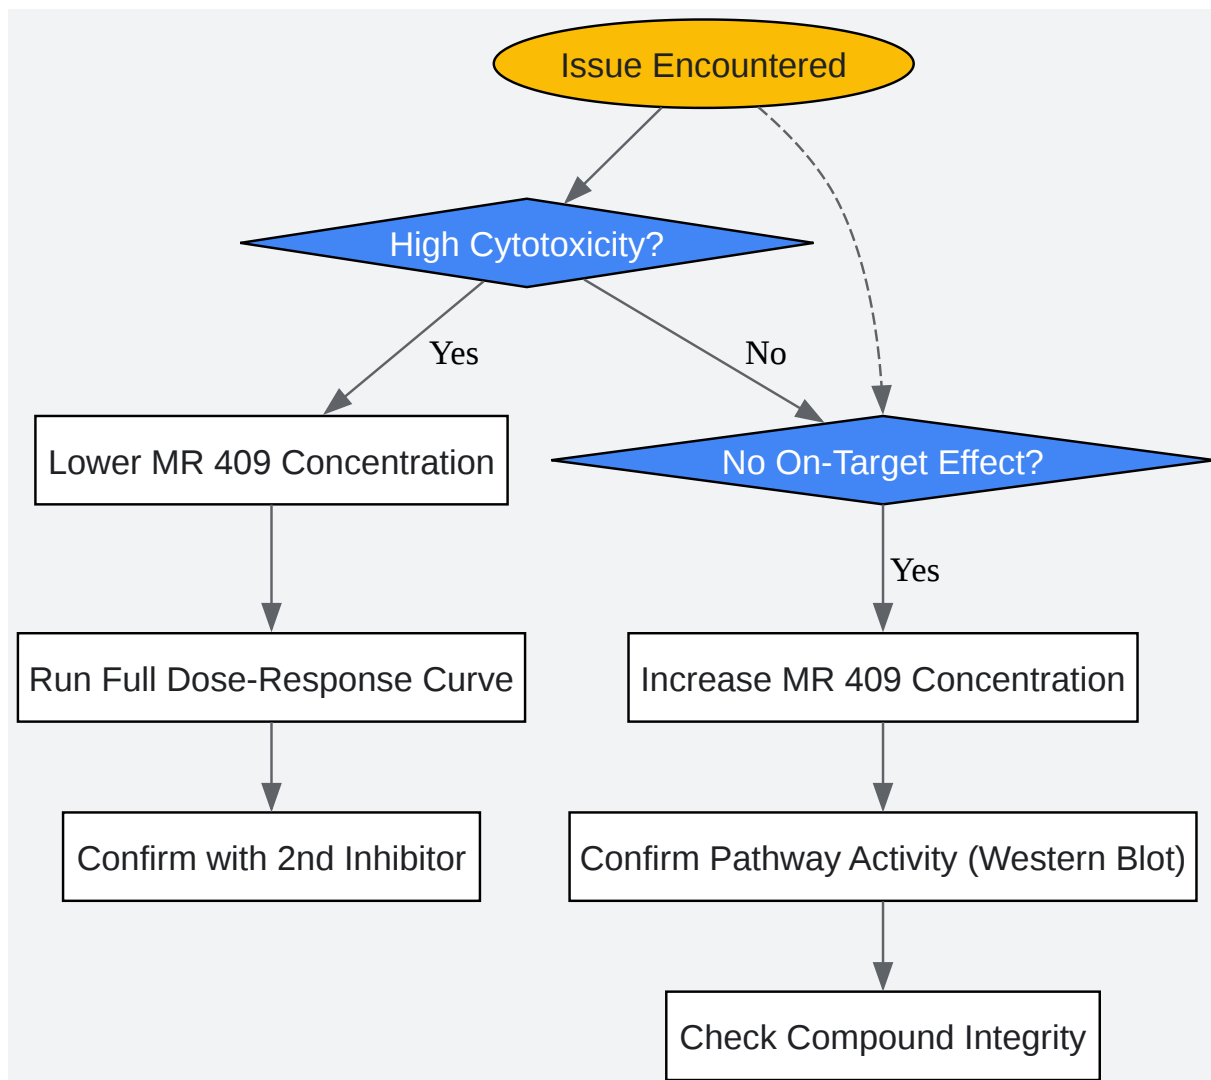 Issue Encountered
High Cytotoxicity?
Yes
No
Lower MR 409 Concentration
No On-Target Effect?
Yes
Run Full Dose-Response Curve
Increase MR 409 Concentration
Confirm with 2nd Inhibitor
Confirm Pathway Activity (Western Blot)
Check Compound Integrity